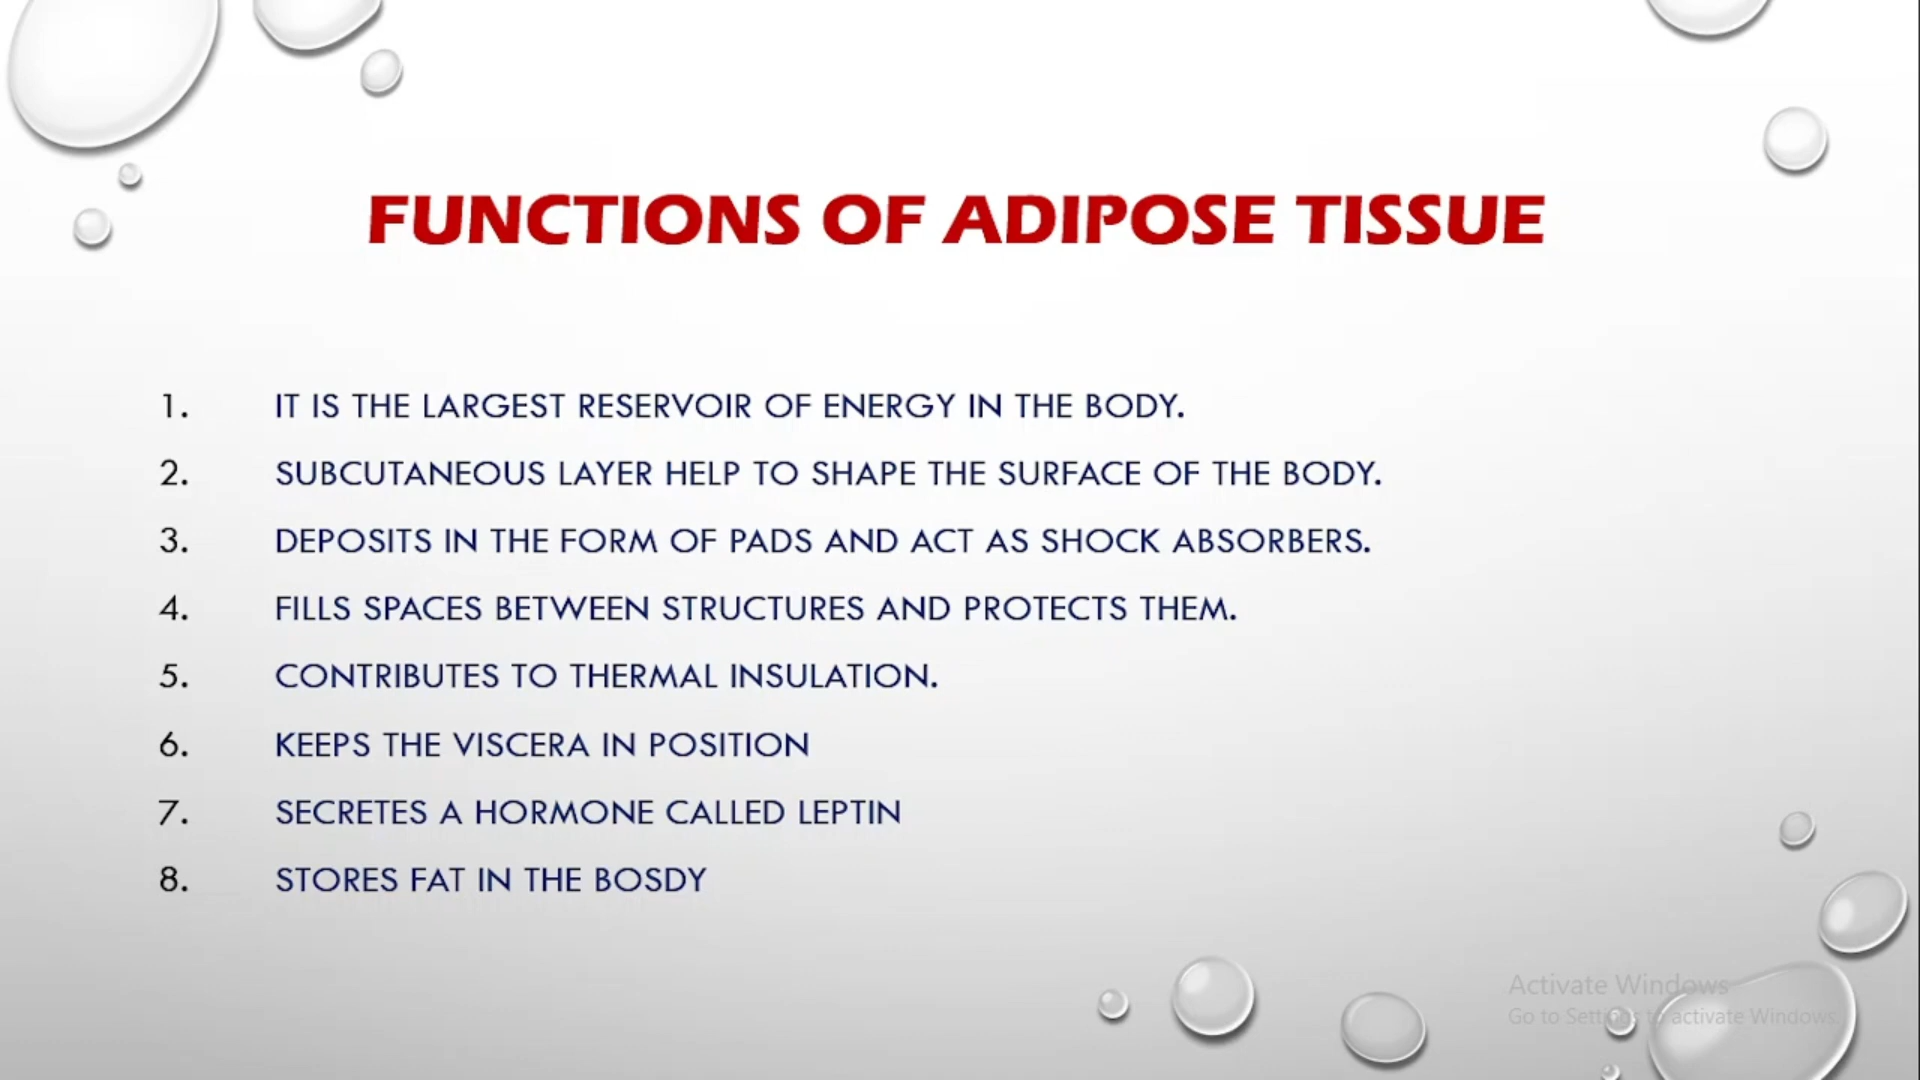 FUNCTIONS OF ADIPOSE TISSUE
1. IT IS THE LARGEST RESERVOIR OF ENERGY IN THE BODY.
2. SUBCUTANEOUS LAYER HELP TO SHAPE THE SURFACE OF THE BODY.
3. DEPOSITS IN THE FORM OF PADS AND ACT AS SHOCK ABSORBERS.
4. FILLS SPACES BETWEEN STRUCTURES AND PROTECTS THEM.
5. CONTRIBUTES TO THERMAL INSULATION.
6. KEEPS THE VISCERA IN POSITION
7. SECRETES A HORMONE CALLED LEPTIN
8. STORES FAT IN THE BOSDY
Activate Windows
Go to Settings to activate Windows.